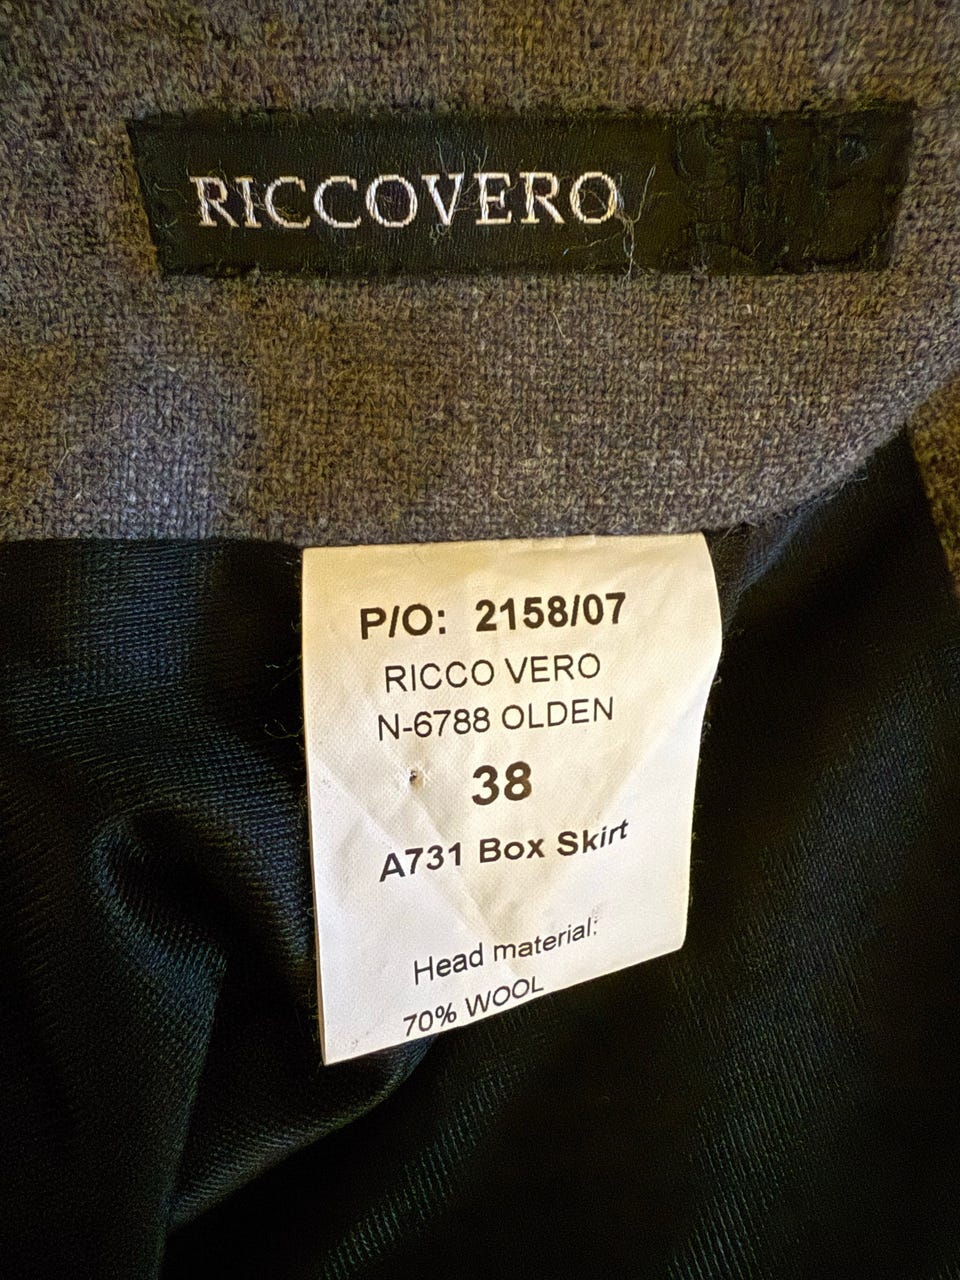 RICCOVERO
P/O: 2158/07
RICCO VERO
N-6788 OLDEN
38
A731 Box Skirt
Head material:
70% WOOL